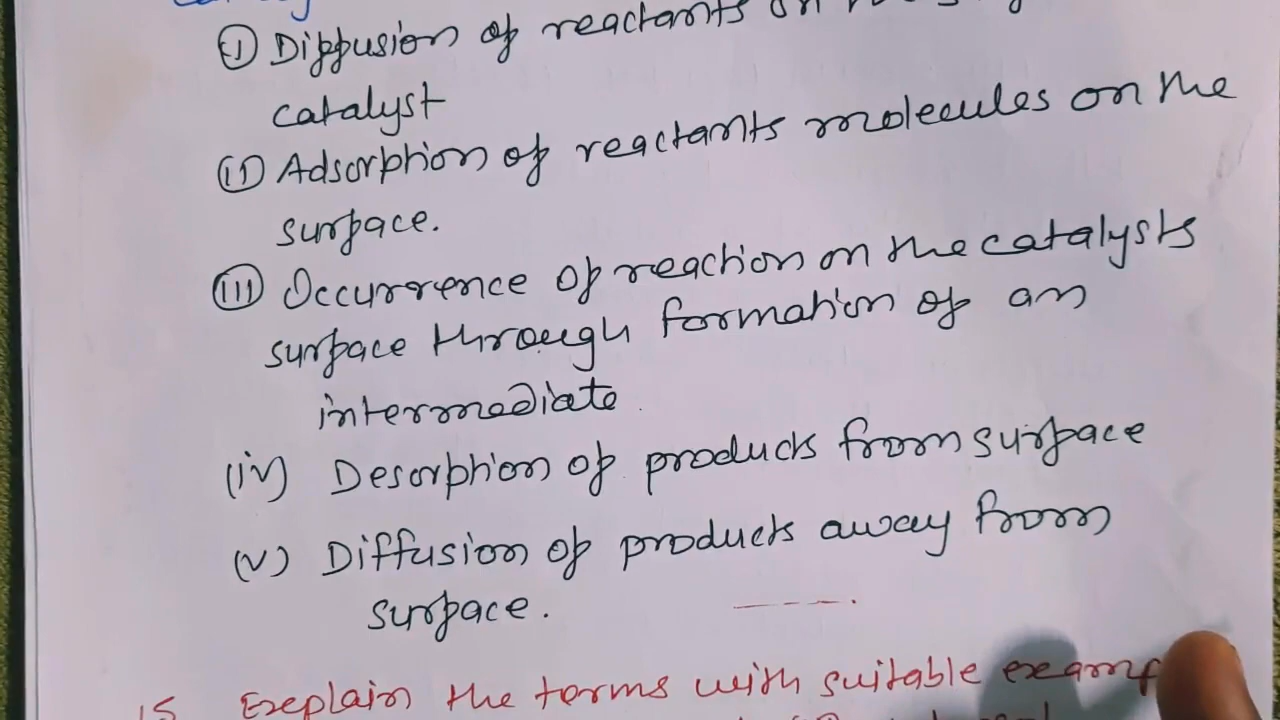 (i) Diffusion of reactants on
catalyst
(ii) Adsorption of reactants molecules on the
surface.
(iii) Occurrence of reaction on the catalysts
surface through formation of an
intermediate
(iv) Desorption of products from surface
(v) Diffusion of products away from
surface.
15 Explain the terms with suitable